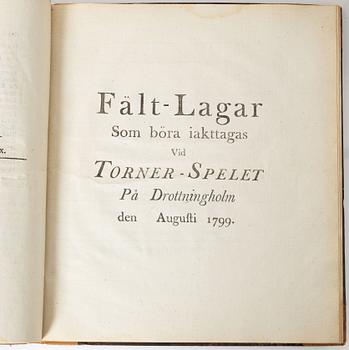 x.
Fält-Lagar
Som böra iakttagas
Vid
TORNER-SPELET
På Drottningholm
den Auguſti 1799.